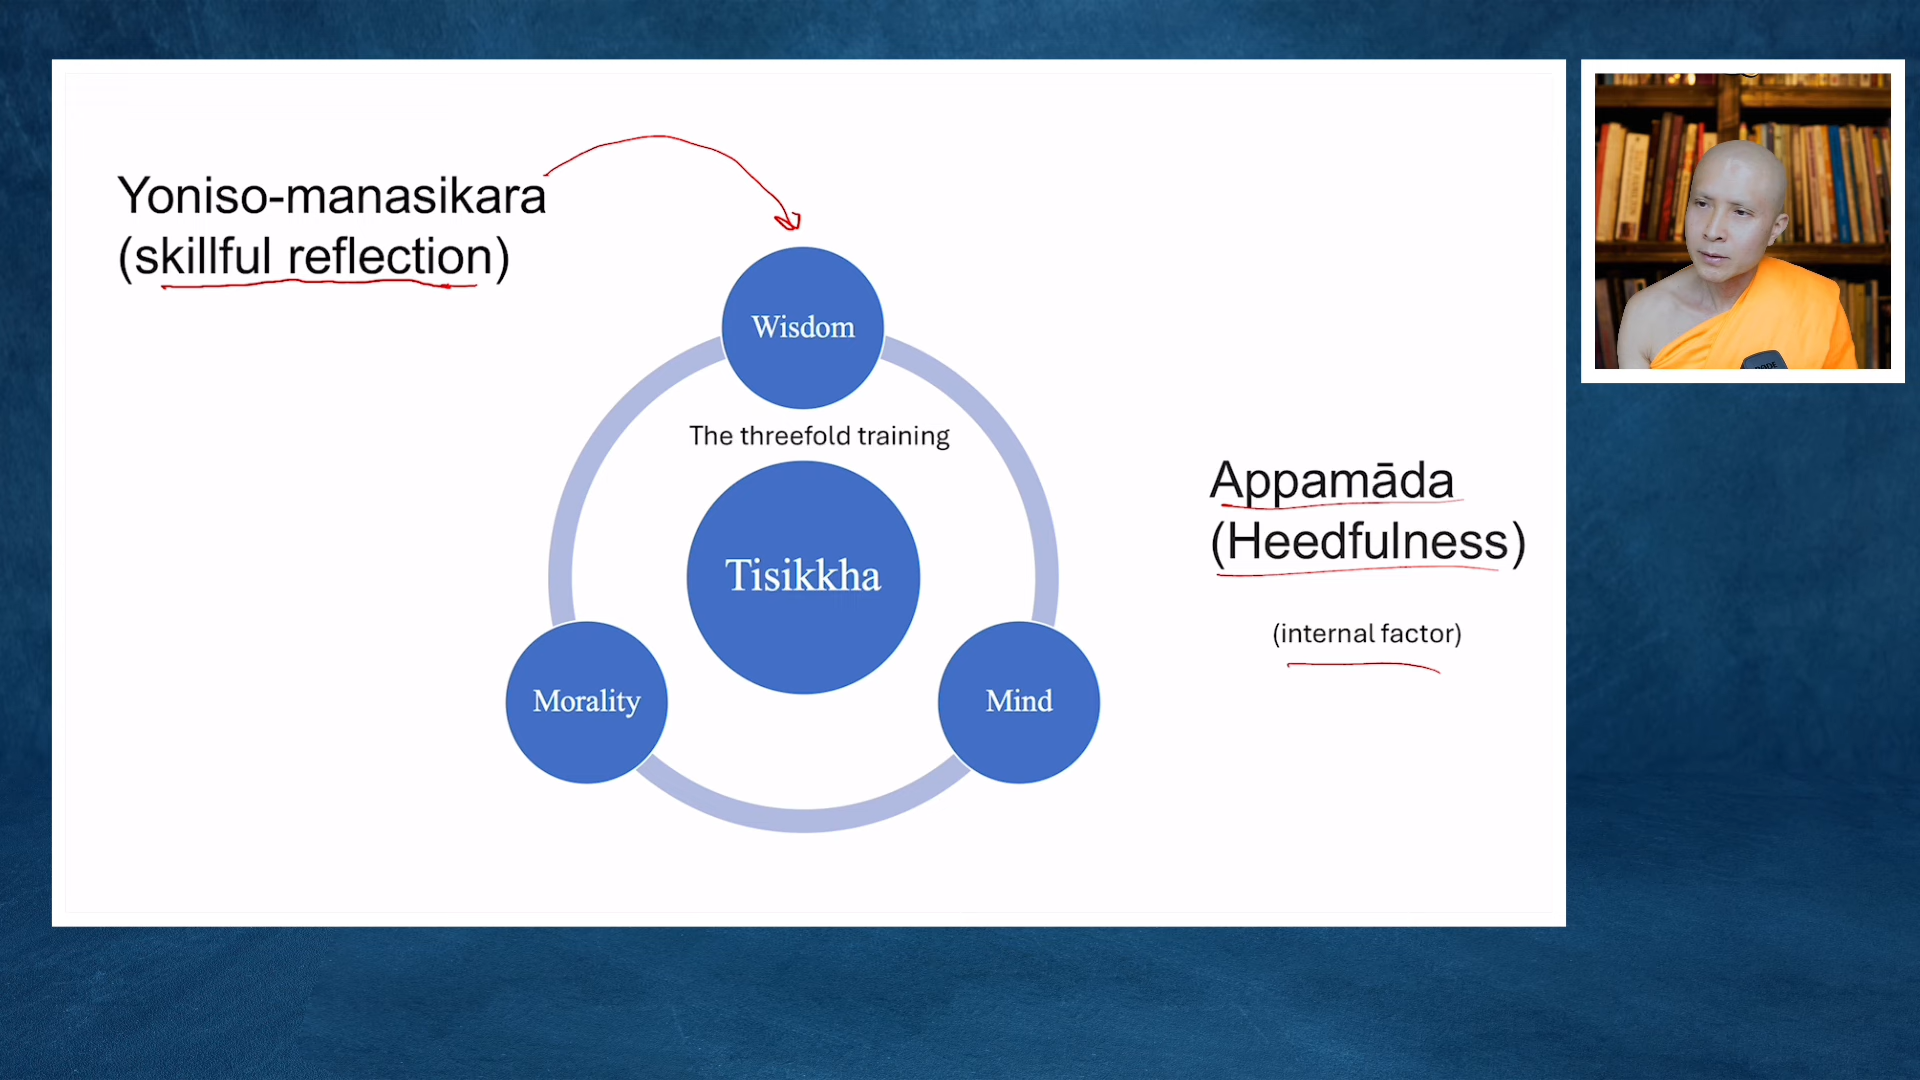 Yoniso-manasikara
(skillful reflection)
Wisdom
The threefold training
Tisikkha
Morality
Mind
Appamāda
(Heedfulness)
(internal factor)